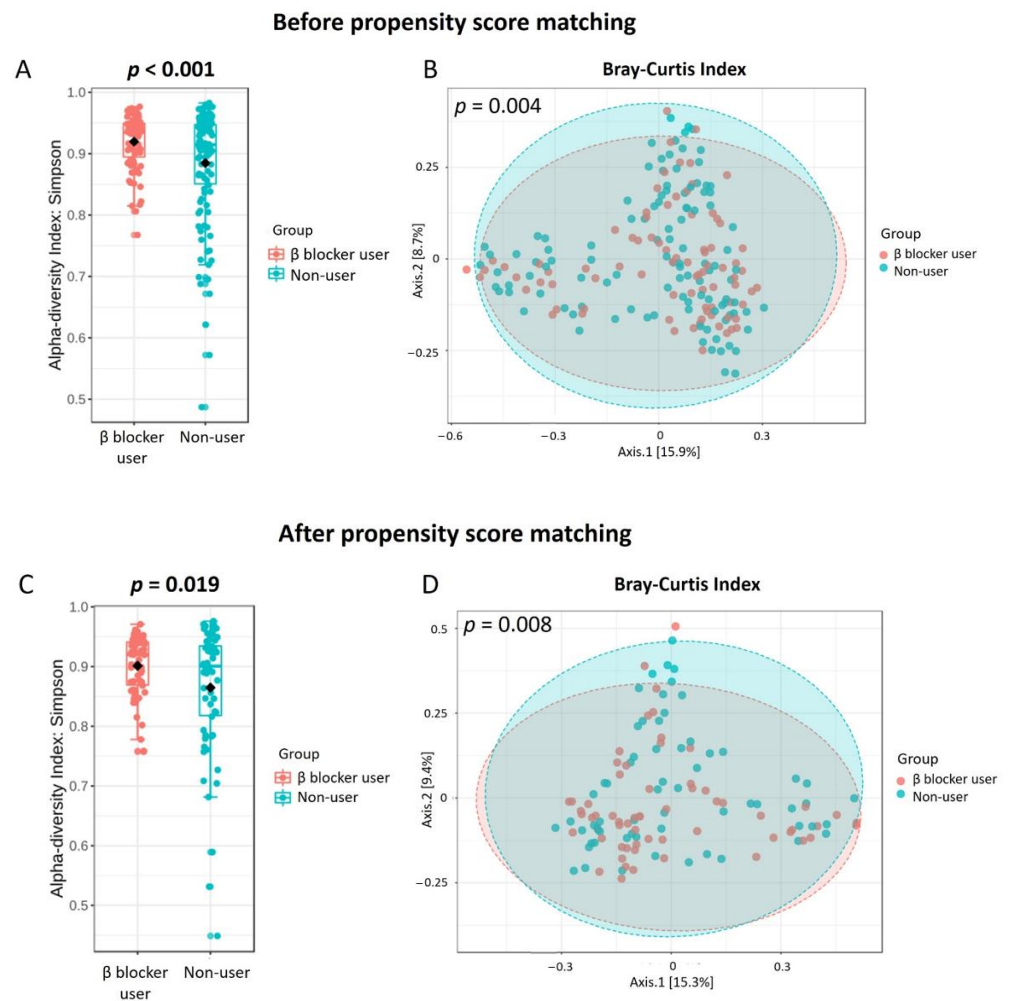 Before propensity score matching
A
p < 0.001
Alpha-diversity Index: Simpson
1.0
0.9
0.8
0.7
0.6
0.5
β blocker
user
Non-user
Group
β blocker user
Non-user
B
Bray-Curtis Index
p = 0.004
Axis.2 [8.7%]
0.25
0
−0.25
−0.6
−0.3
0
0.3
Axis.1 [15.9%]
Group
β blocker user
Non-user
After propensity score matching
C
p = 0.019
Alpha-diversity Index: Simpson
1.0
0.9
0.8
0.7
0.6
0.5
β blocker
user
Non-user
Group
β blocker user
Non-user
D
Bray-Curtis Index
p = 0.008
Axis.2 [9.4%]
0.5
0.25
0
−0.25
−0.3
0
0.3
Axis.1 [15.3%]
Group
β blocker user
Non-user